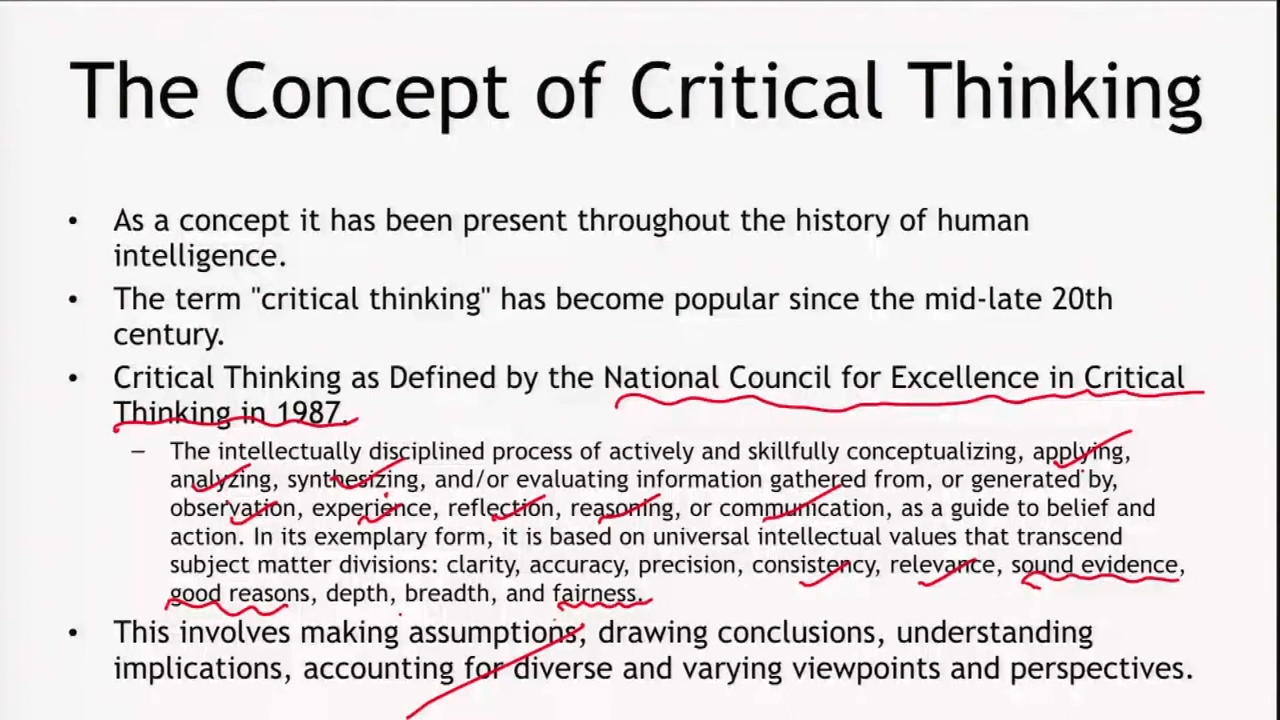 The Concept of Critical Thinking
• As a concept it has been present throughout the history of human
intelligence.
• The term "critical thinking" has become popular since the mid-late 20th
century.
• Critical Thinking as Defined by the National Council for Excellence in Critical
Thinking in 1987.
– The intellectually disciplined process of actively and skillfully conceptualizing, applying,
analyzing, synthesizing, and/or evaluating information gathered from, or generated by,
observation, experience, reflection, reasoning, or communication, as a guide to belief and
action. In its exemplary form, it is based on universal intellectual values that transcend
subject matter divisions: clarity, accuracy, precision, consistency, relevance, sound evidence,
good reasons, depth, breadth, and fairness.
• This involves making assumptions, drawing conclusions, understanding
implications, accounting for diverse and varying viewpoints and perspectives.